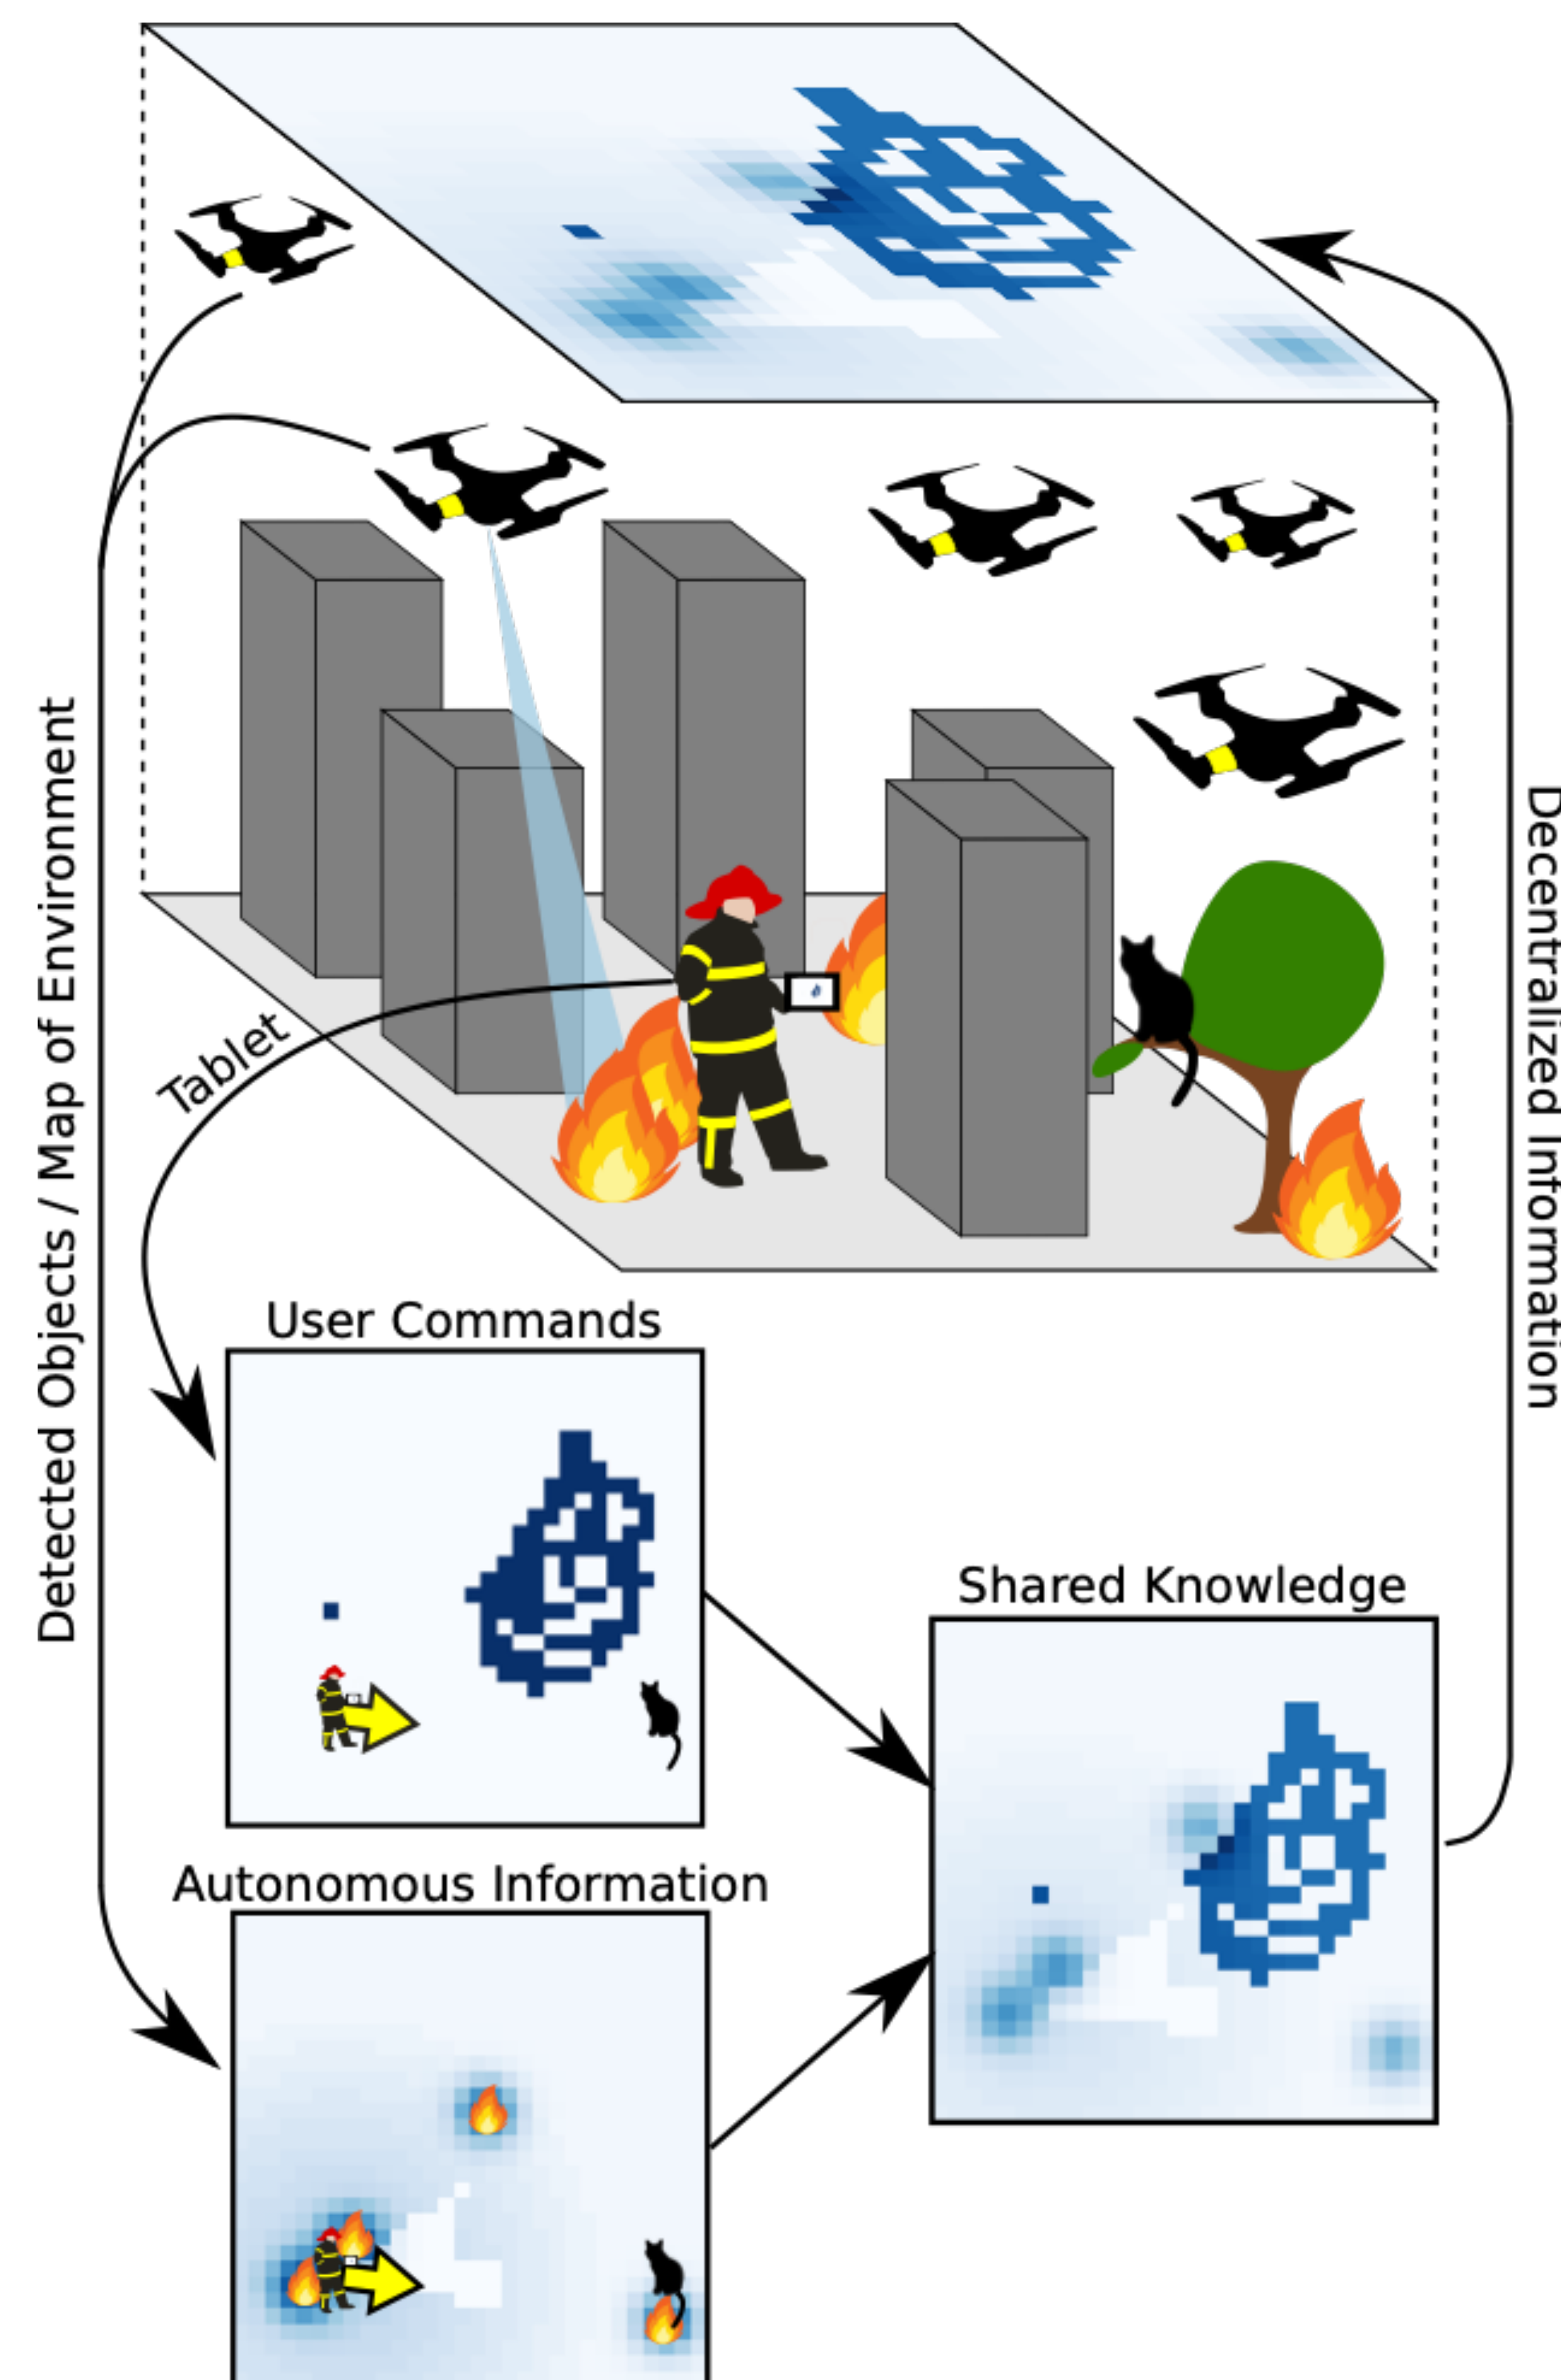 Detected Objects / Map of Environment
Decentralized Information
Tablet
User Commands
Shared Knowledge
Autonomous Information